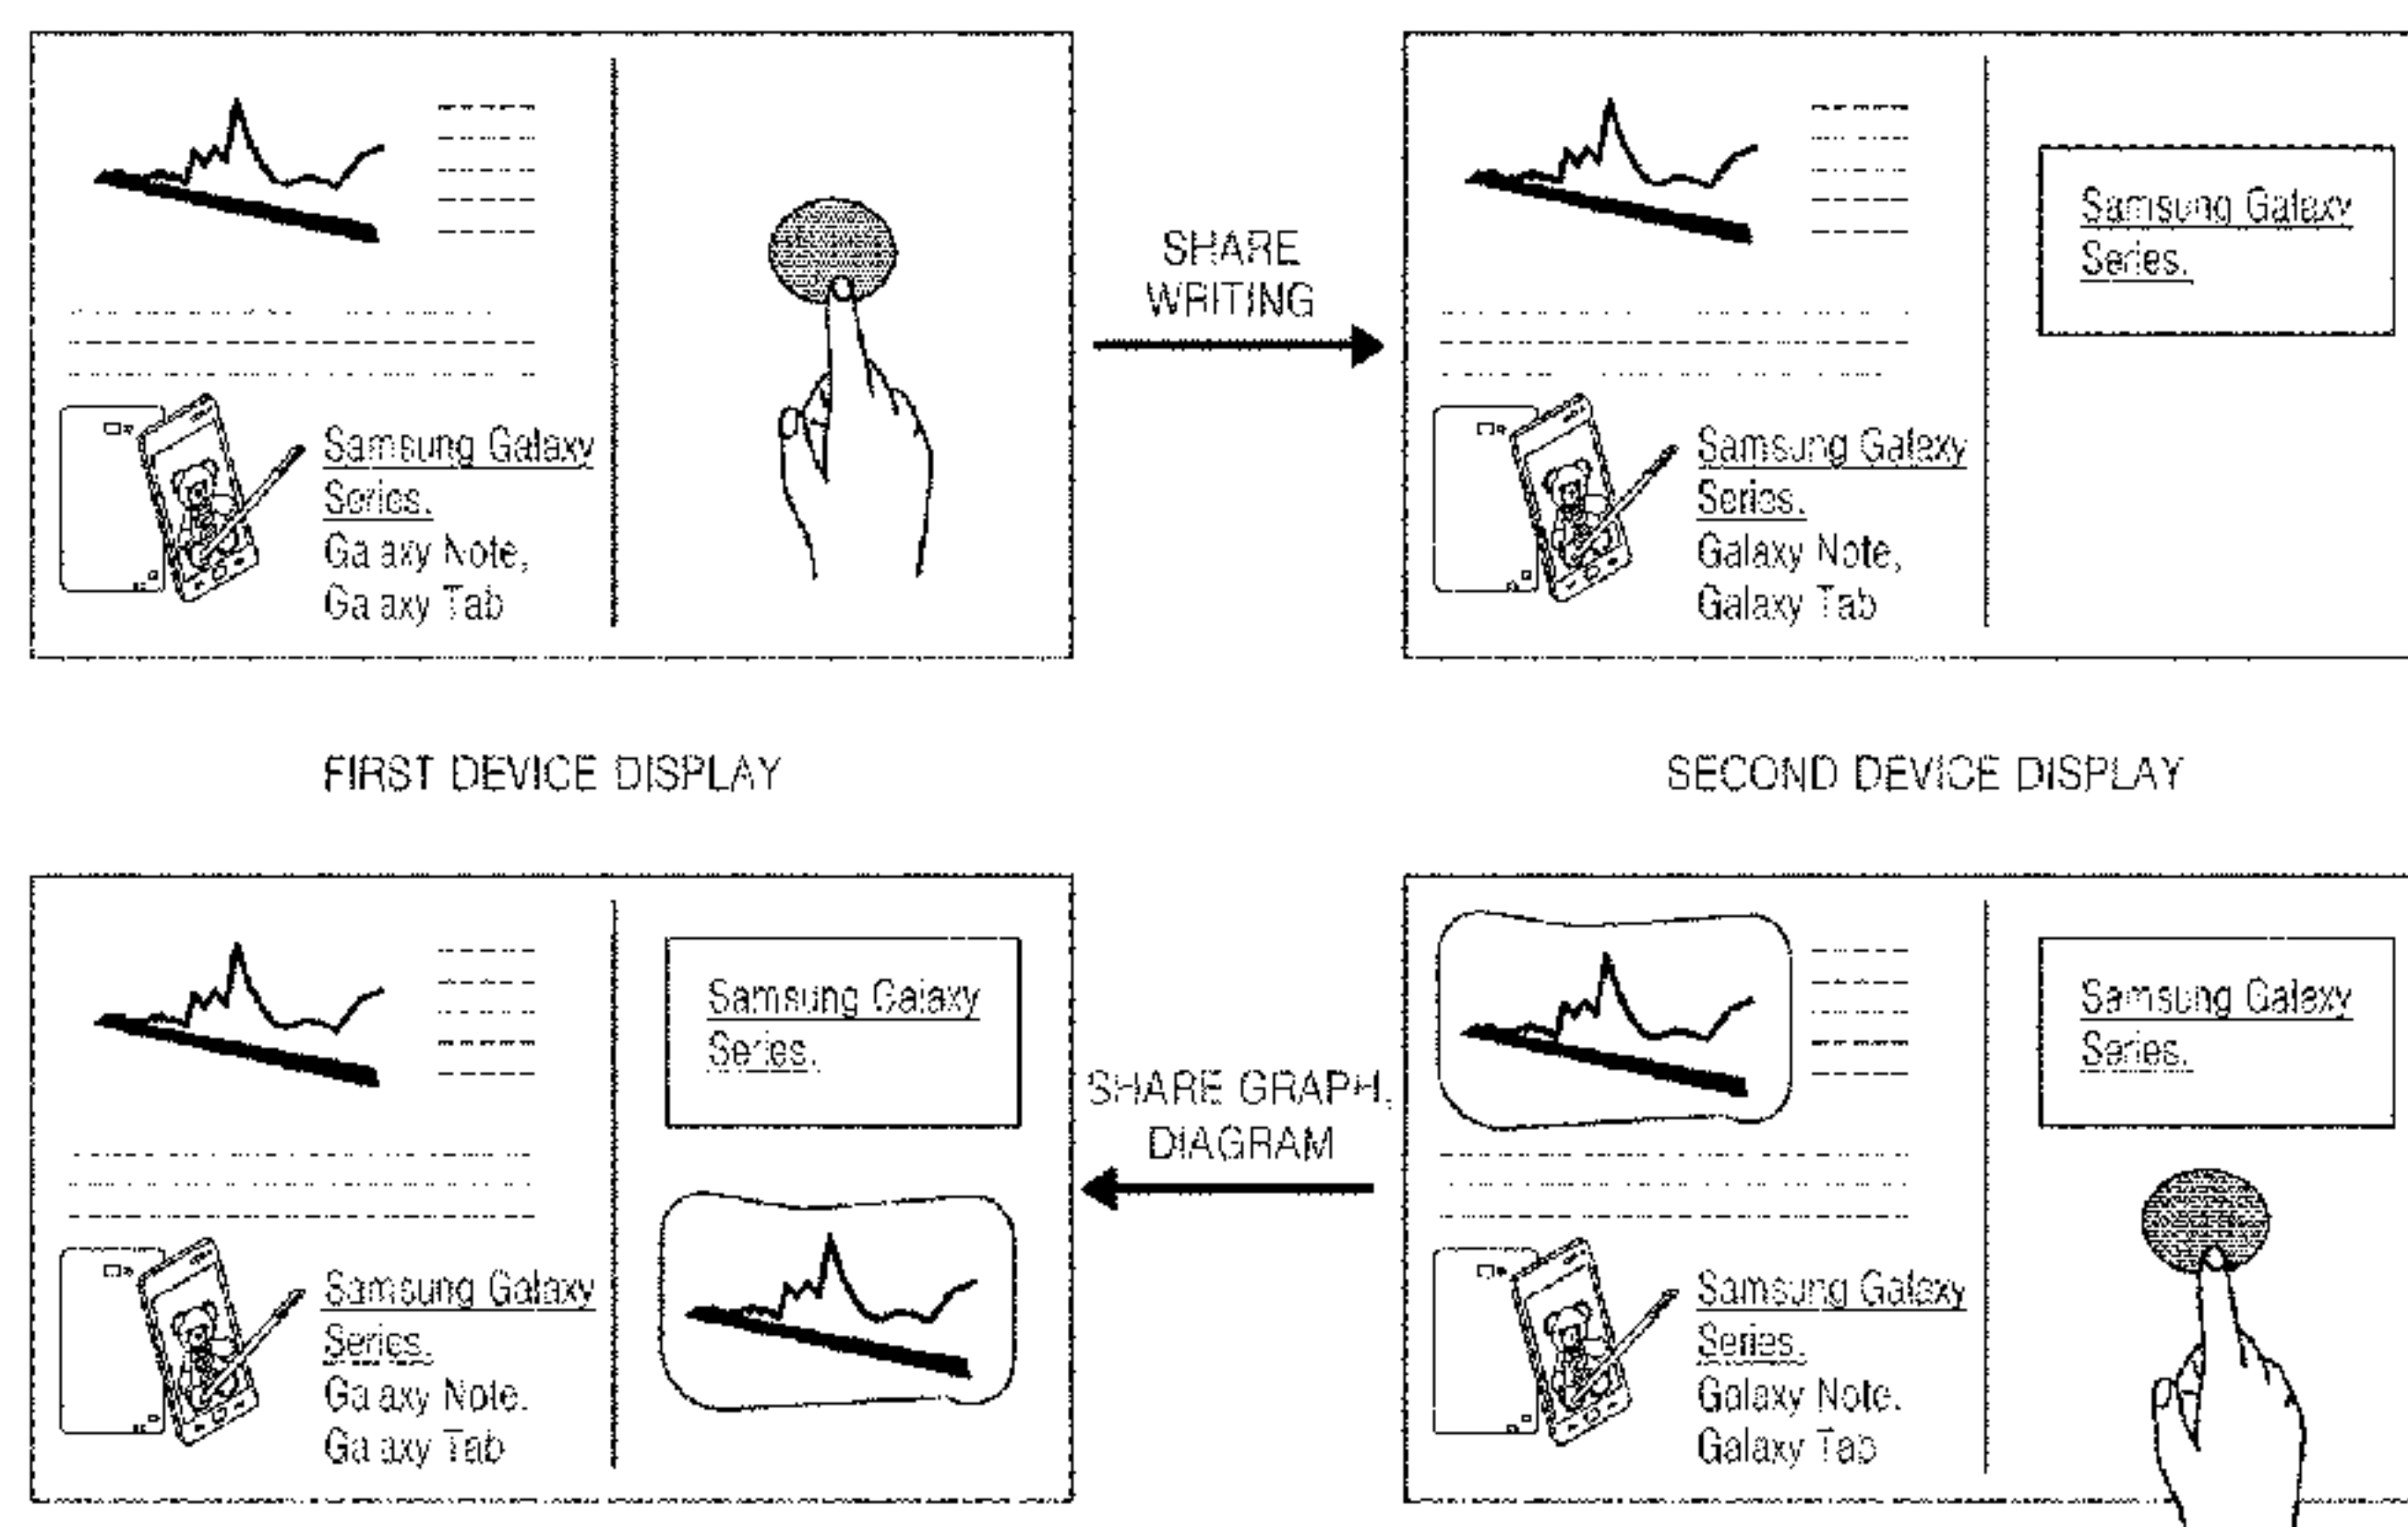 Samsung Galaxy
Series.
Galaxy Note,
Galaxy Tab
SHARE
WRITING
Samsung Galaxy
Series.
Galaxy Note,
Galaxy Tab
Samsung Galaxy
Series.
FIRST DEVICE DISPLAY
SECOND DEVICE DISPLAY
Samsung Galaxy
Series.
Galaxy Note.
Galaxy Tab
Samsung Galaxy
Series.
SHARE GRAPH,
DIAGRAM
Samsung Galaxy
Series.
Galaxy Note.
Galaxy Tab
Samsung Galaxy
Series.